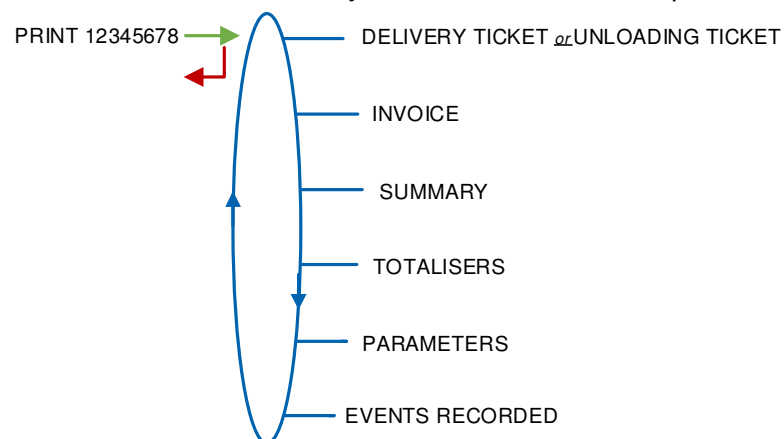 PRINT 12345678
DELIVERY TICKET or UNLOADING TICKET
INVOICE
SUMMARY
TOTALISERS
PARAMETERS
EVENTS RECORDED